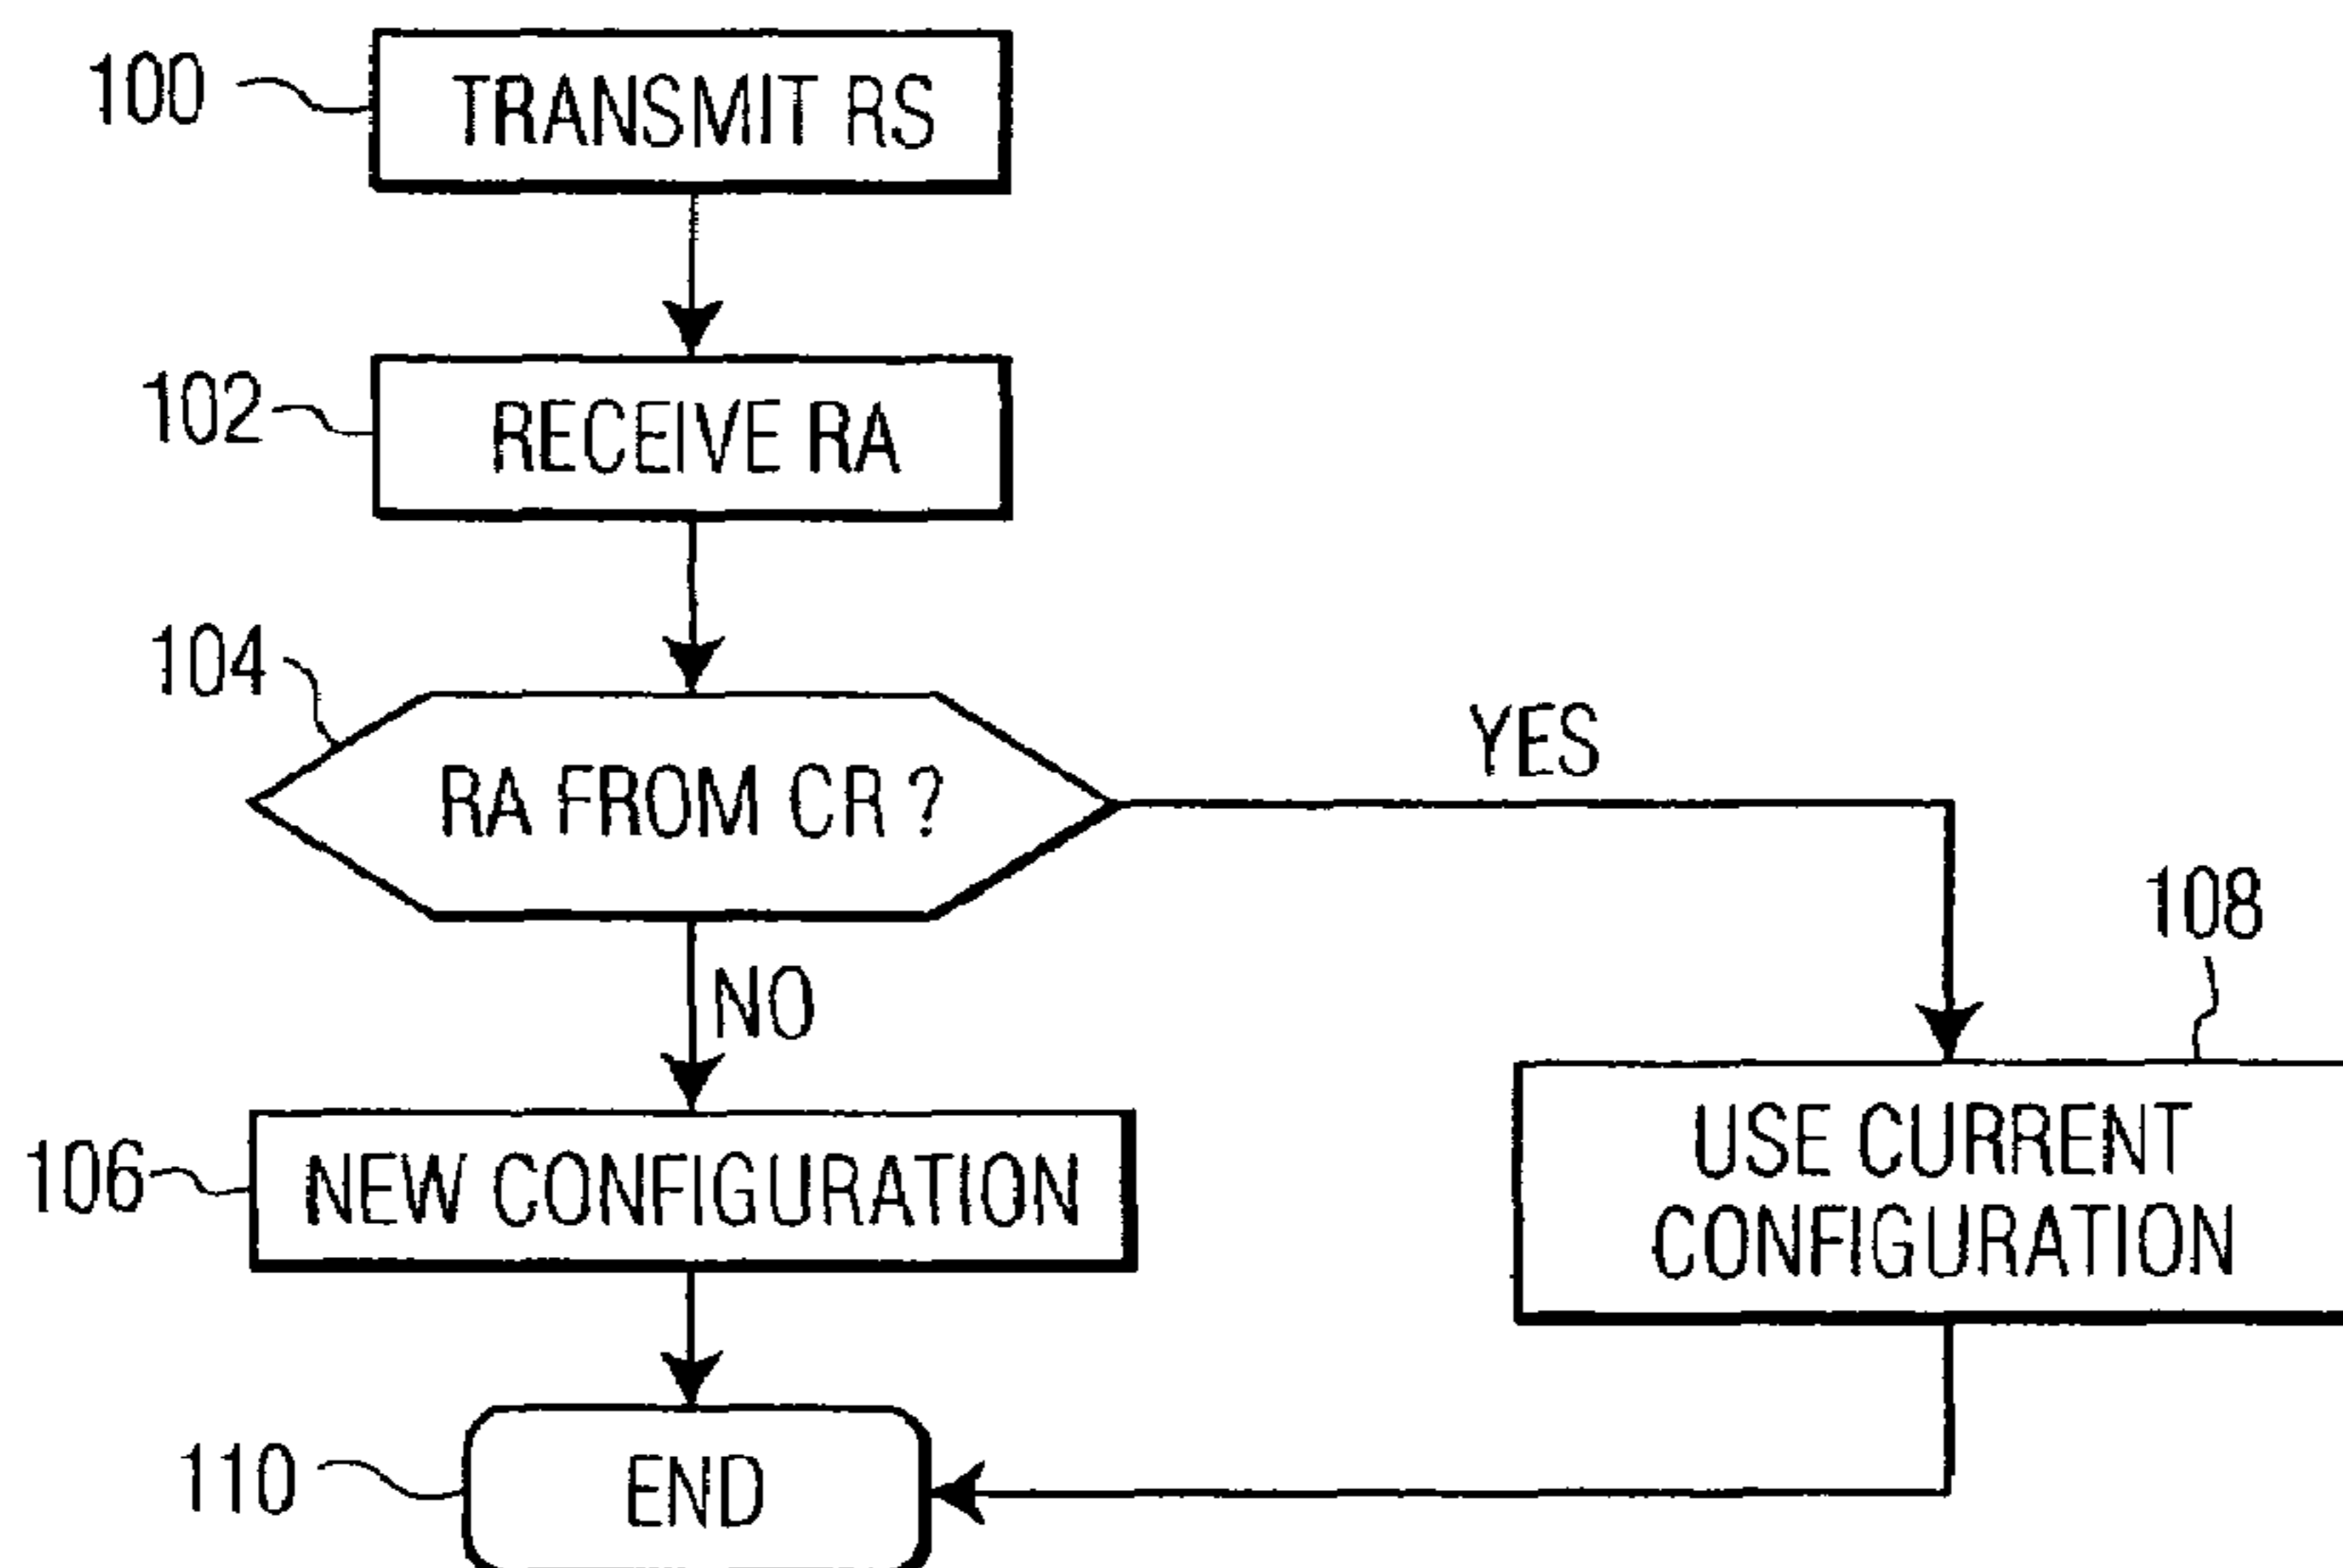 100
TRANSMIT RS
102
RECEIVE RA
104
RA FROM CR ?
YES
108
NO
106
NEW CONFIGURATION
USE CURRENT
CONFIGURATION
110
END